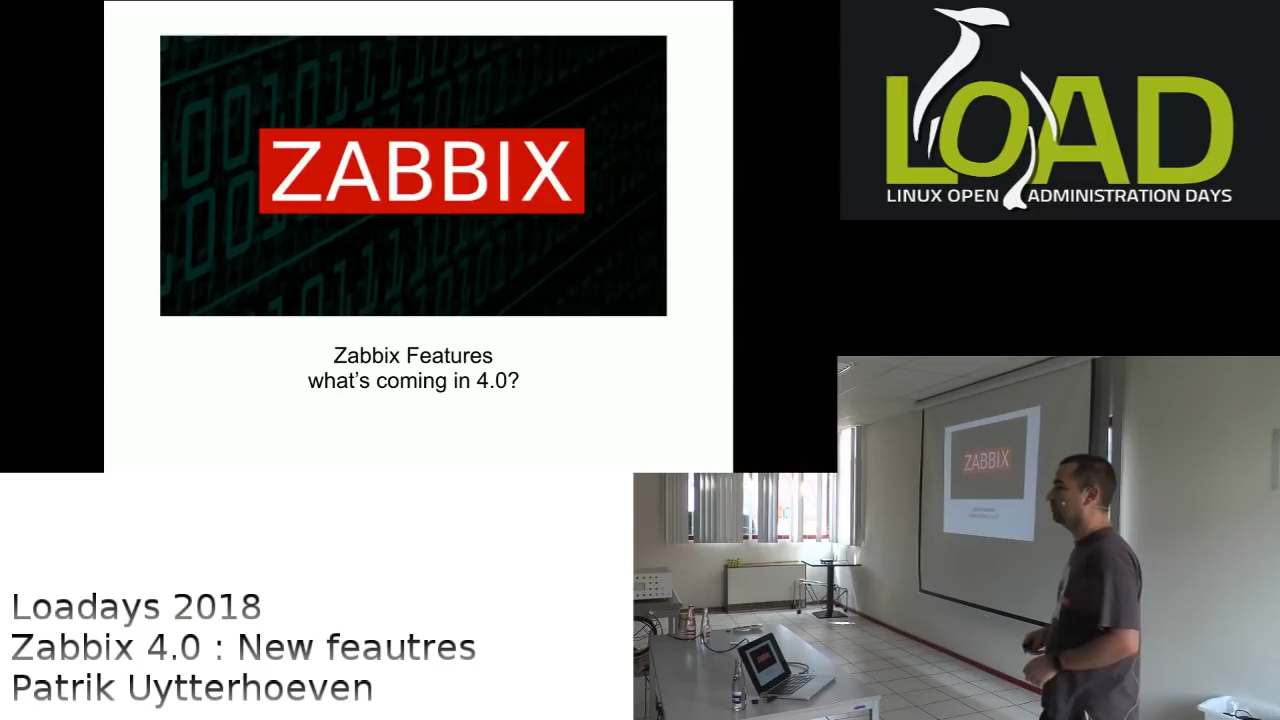 ZABBIX
Zabbix Features
what's coming in 4.0?
LOAD
LINUX OPEN ADMINISTRATION DAYS
ZABBIX
ZABBIX
Loadays 2018
Zabbix 4.0 : New feautres
Patrik Uytterhoeven